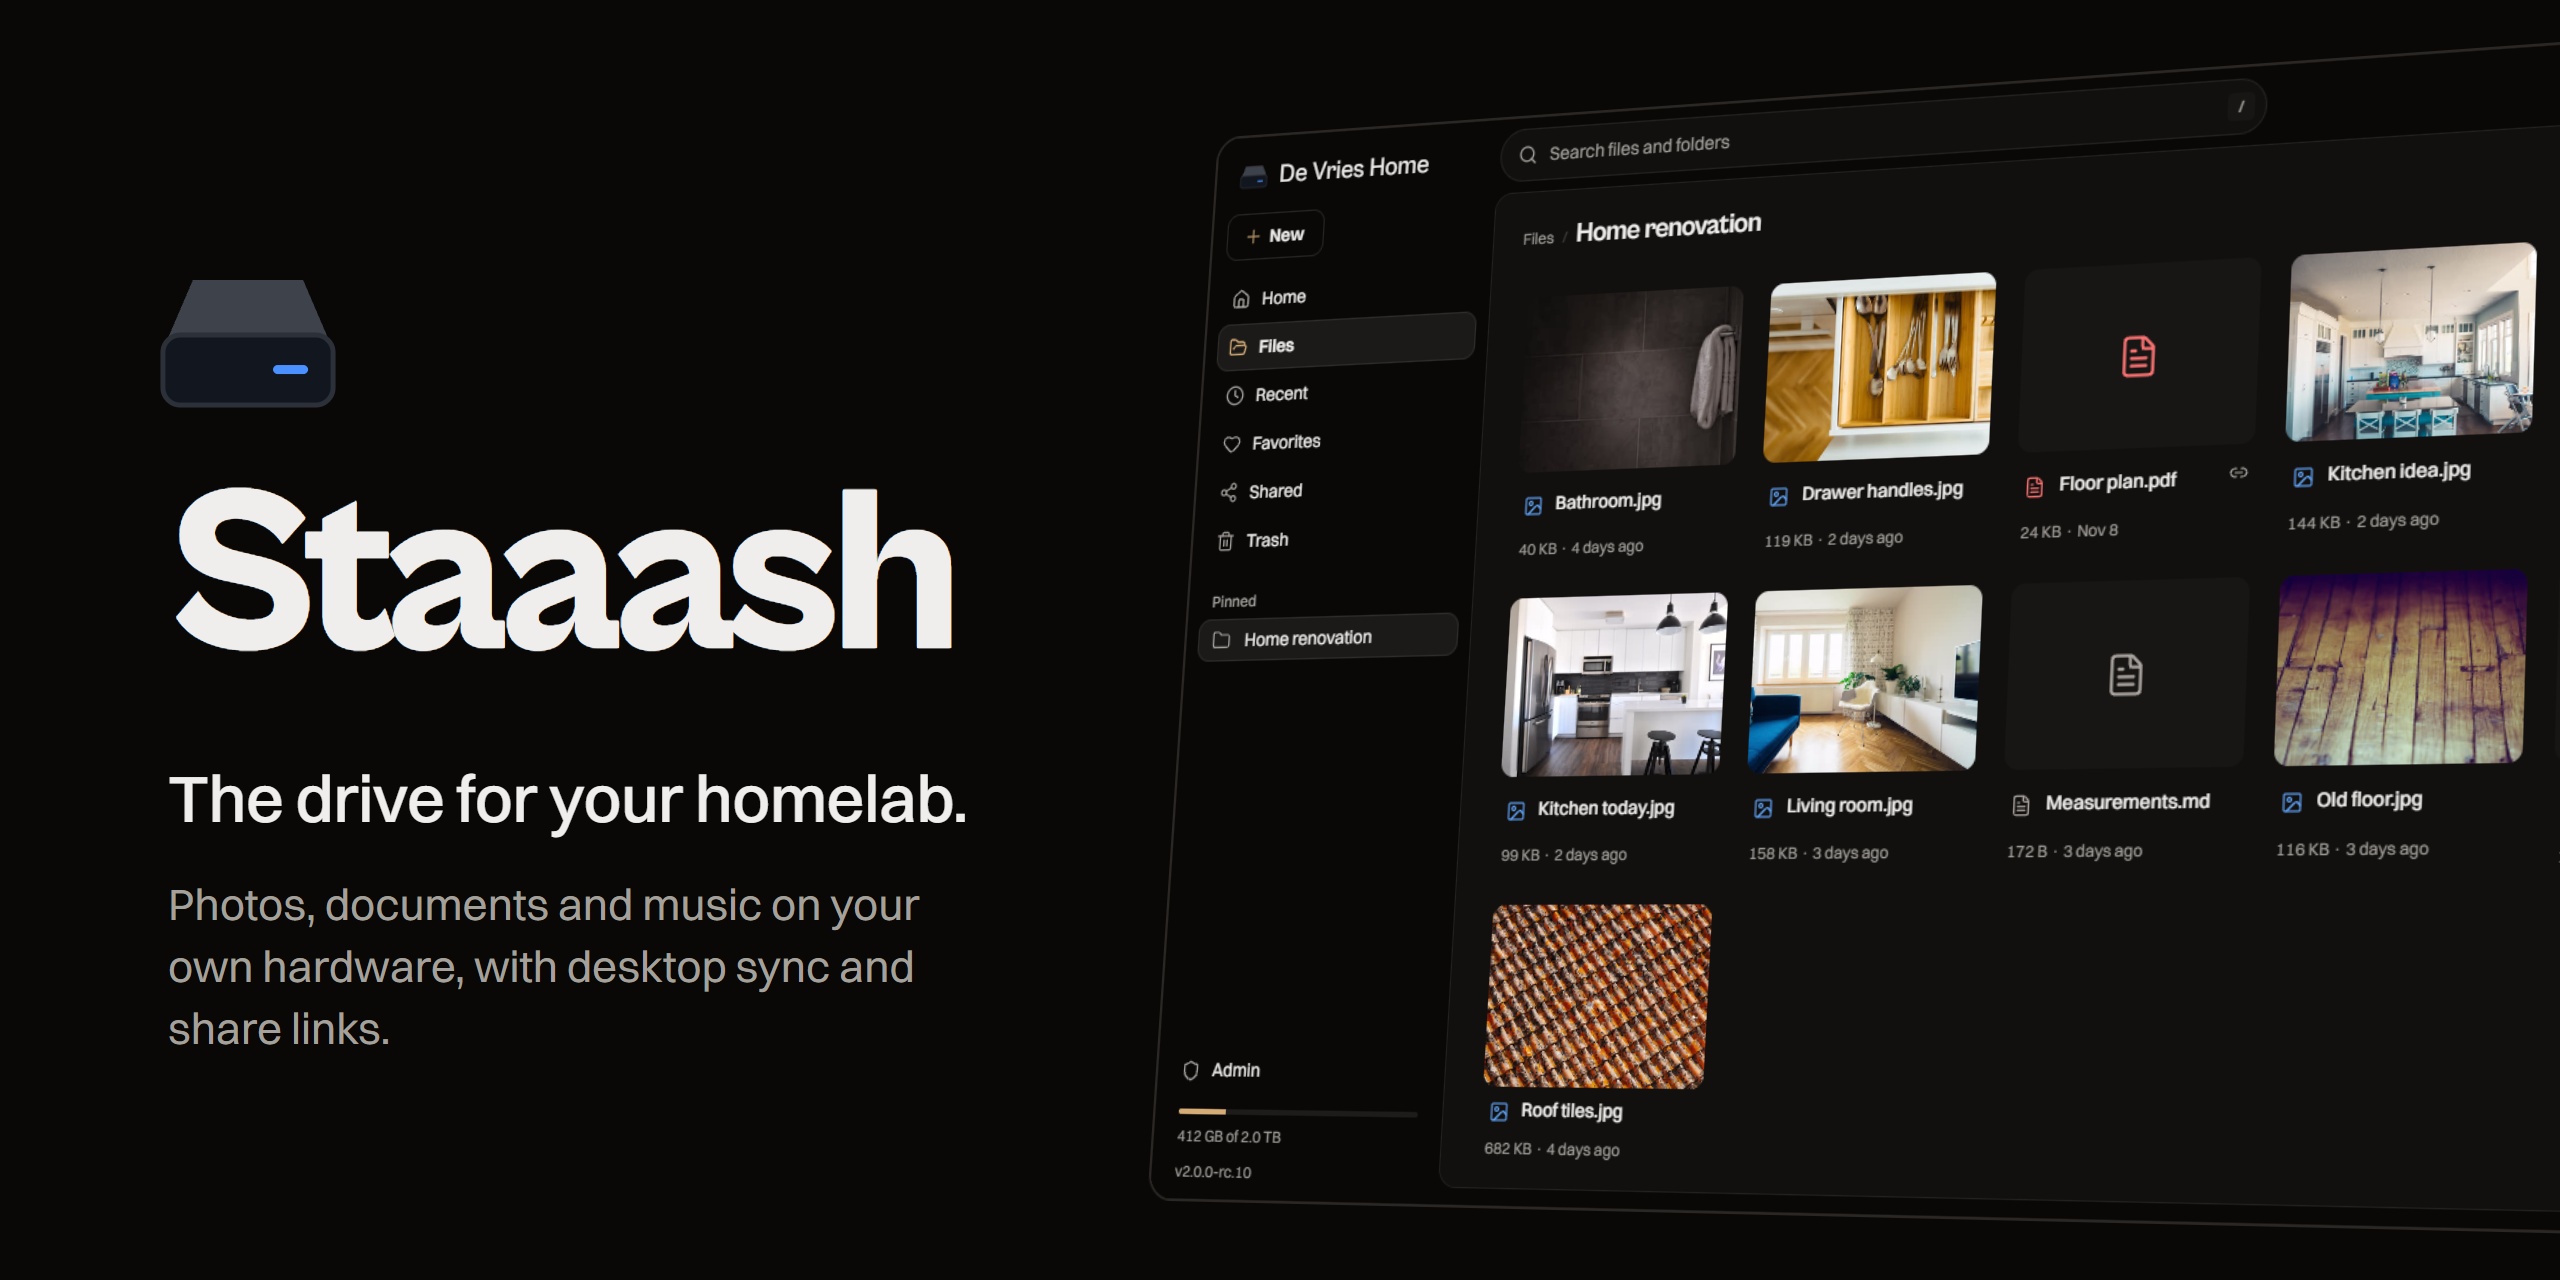 Staaash
The drive for your homelab.
Photos, documents and music on your
own hardware, with desktop sync and
share links.
De Vries Home
Search files and folders
/
New
Home
Files
Recent
Favorites
Shared
Trash
Pinned
Home renovation
Admin
412 GB of 2.0 TB
v2.0.0-rc.10
Files / Home renovation
Bathroom.jpg
40 KB · 4 days ago
Drawer handles.jpg
119 KB · 2 days ago
Floor plan.pdf
24 KB · Nov 8
Kitchen idea.jpg
144 KB · 2 days ago
Kitchen today.jpg
99 KB · 2 days ago
Living room.jpg
158 KB · 3 days ago
Measurements.md
172 B · 3 days ago
Old floor.jpg
116 KB · 3 days ago
Roof tiles.jpg
682 KB · 4 days ago